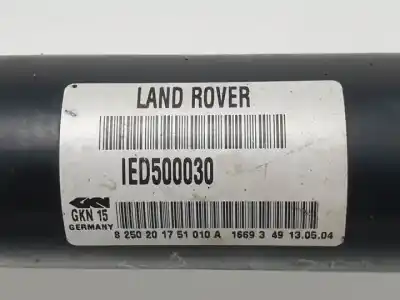 LAND ROVER
IED500030
GKN 15
GERMANY
8 250 20 17 51 010 A 1669 3 49 13.05.04